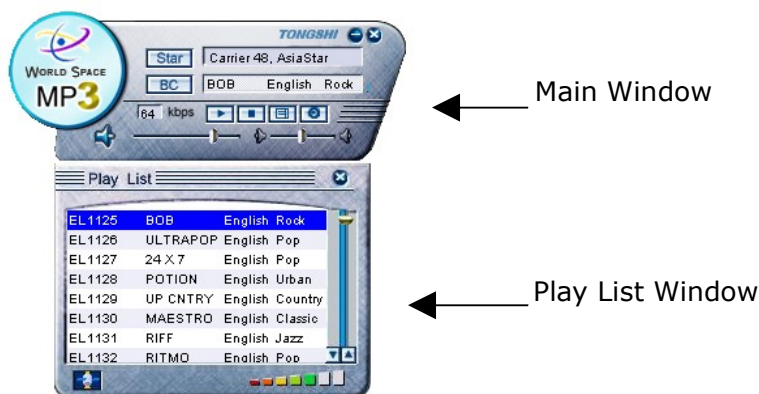 TONGSHI
WORLD SPACE
MP3
Star Carrier 48, AsiaStar
BC BOB English Rock
64 kbps
Main Window
Play List
EL1125 BOB English Rock
EL1126 ULTRAPOP English Pop
EL1127 24 X 7 English Pop
EL1128 POTION English Urban
EL1129 UP CNTRY English Country
EL1130 MAESTRO English Classic
EL1131 RIFF English Jazz
EL1132 RITMO English Pop
Play List Window